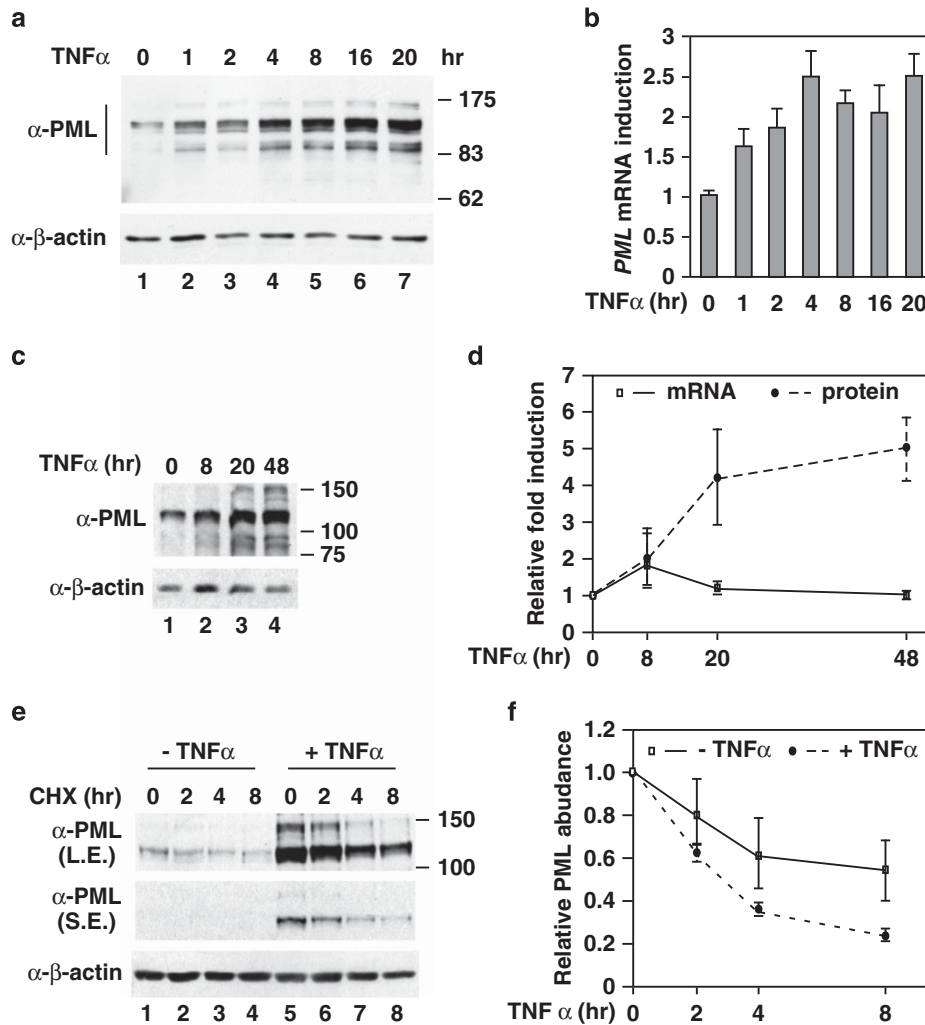 a
TNFα 0 1 2 4 8 16 20 hr
α-PML
175
83
62
α-β-actin
1 2 3 4 5 6 7
b
PML mRNA induction
3
2.5
2
1.5
1
0.5
0
TNFα (hr) 0 1 2 4 8 16 20
c
TNFα (hr) 0 8 20 48
α-PML
150
100
75
α-β-actin
1 2 3 4
d
Relative fold induction
7
6
5
4
3
2
1
0
mRNA protein
TNFα (hr) 0 8 20 48
e
- TNFα + TNFα
CHX (hr) 0 2 4 8 0 2 4 8
α-PML
(L.E.)
150
100
α-PML
(S.E.)
α-β-actin
1 2 3 4 5 6 7 8
f
Relative PML abudance
1.2
1.0
0.8
0.6
0.4
0.2
0
- TNFα + TNFα
TNF α (hr) 0 2 4 8